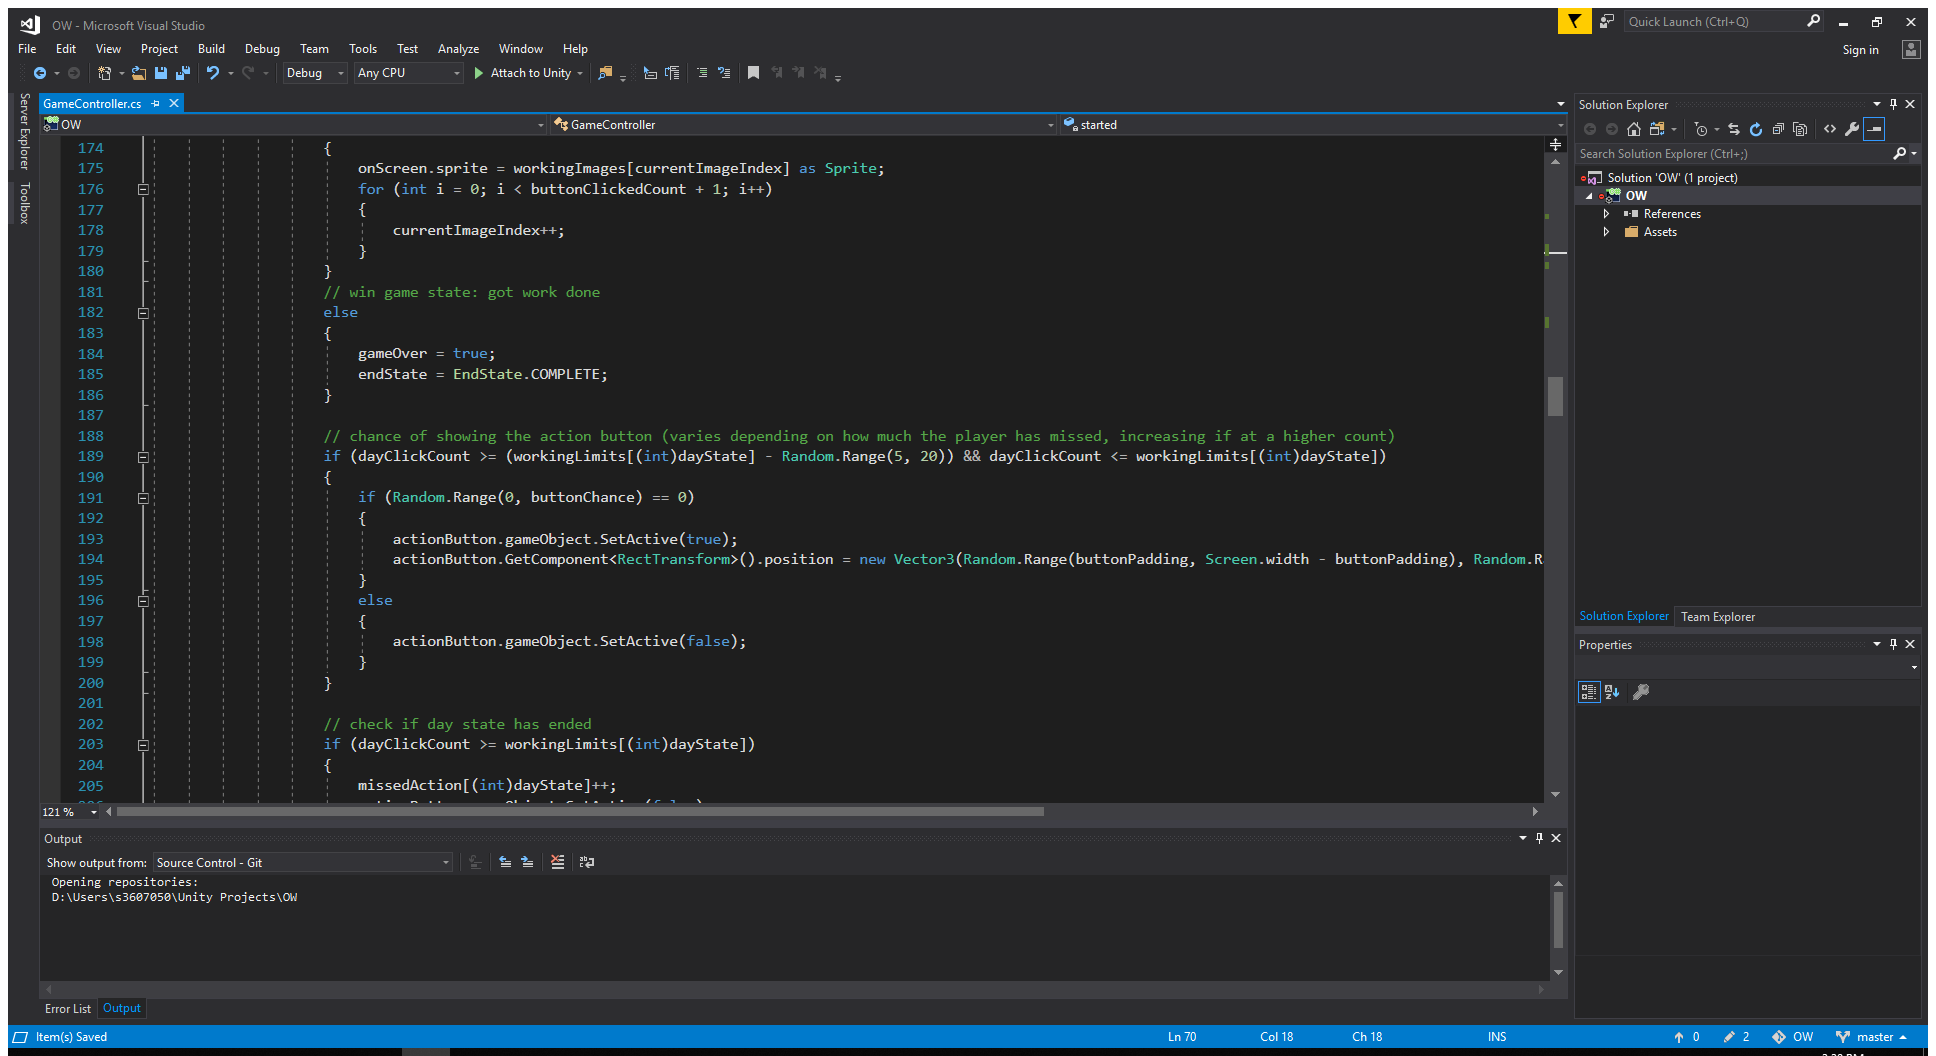 OW - Microsoft Visual Studio
Quick Launch (Ctrl+Q)
File Edit View Project Build Debug Team Tools Test Analyze Window Help
Sign in
Debug Any CPU Attach to Unity
Server Explorer
Toolbox
GameController.cs
OW GameController started
174 {
175 onScreen.sprite = workingImages[currentImageIndex] as Sprite;
176 for (int i = 0; i < buttonClickedCount + 1; i++)
177 {
178 currentImageIndex++;
179 }
180 }
181 // win game state: got work done
182 else
183 {
184 gameOver = true;
185 endState = EndState.COMPLETE;
186 }
187
188 // chance of showing the action button (varies depending on how much the player has missed, increasing if at a higher count)
189 if (dayClickCount >= (workingLimits[(int)dayState] - Random.Range(5, 20)) && dayClickCount <= workingLimits[(int)dayState])
190 {
191 if (Random.Range(0, buttonChance) == 0)
192 {
193 actionButton.gameObject.SetActive(true);
194 actionButton.GetComponent<RectTransform>().position = new Vector3(Random.Range(buttonPadding, Screen.width - buttonPadding), Random.R
195 }
196 else
197 {
198 actionButton.gameObject.SetActive(false);
199 }
200 }
201
202 // check if day state has ended
203 if (dayClickCount >= workingLimits[(int)dayState])
204 {
205 missedAction[(int)dayState]++;
121 %
Solution Explorer
Search Solution Explorer (Ctrl+;)
Solution 'OW' (1 project)
OW
References
Assets
Solution Explorer Team Explorer
Properties
Output
Show output from: Source Control - Git
Opening repositories:
D:\Users\s3607050\Unity Projects\OW
Error List Output
Item(s) Saved Ln 70 Col 18 Ch 18 INS 0 2 OW master